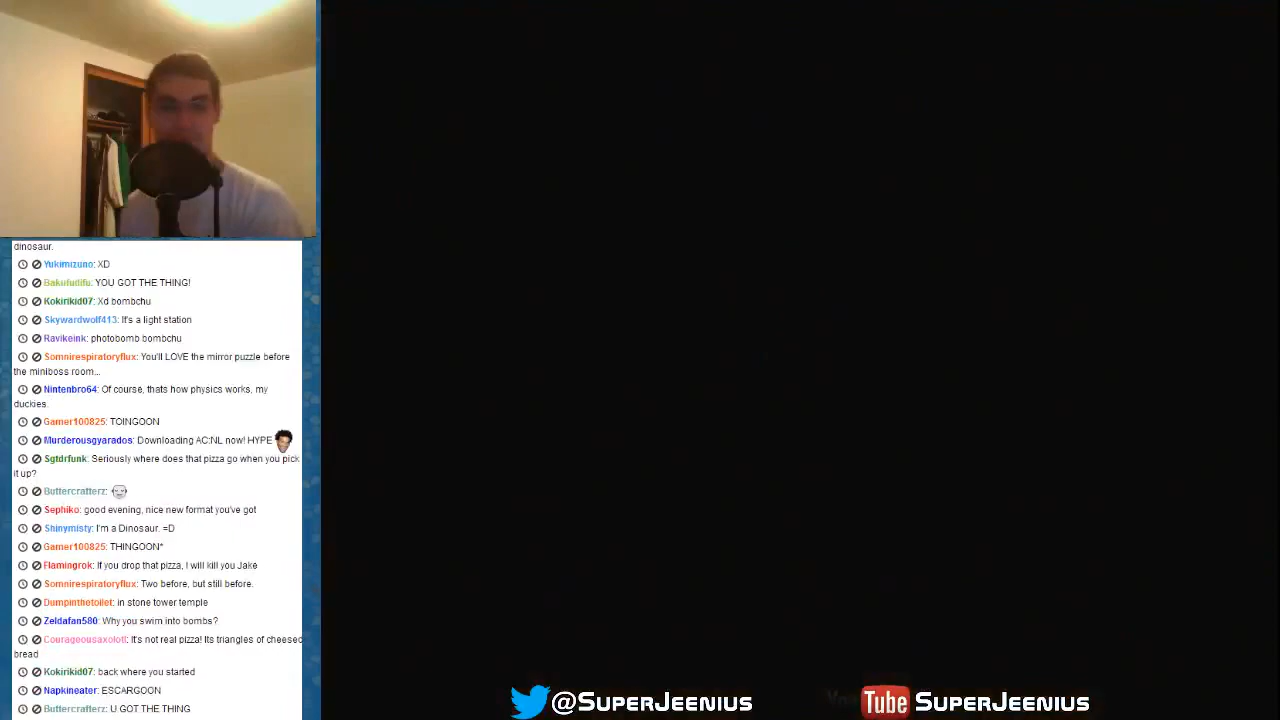 dinosaur.
Yukimizuno: XD
Bakufutifu: YOU GOT THE THING!
Kokirikid07: Xd bombchu
Skywardwolf413: It's a light station
Ravikeink: photobomb bombchu
Somnirespiratoryflux: You'll LOVE the mirror puzzle before
the miniboss room...
Nintenbro64: Of course, thats how physics works, my
duckies.
Gamer100825: TOINGOON
Murderousgyarados: Downloading AC:NL now! HYPE
Sgtdrfunk: Seriously where does that pizza go when you pick
it up?
Buttercrafterz:
Sephiko: good evening, nice new format you've got
Shinymisty: I'm a Dinosaur. =D
Gamer100825: THINGOON*
Flamingrok: If you drop that pizza, I will kill you Jake
Somnirespiratoryflux: Two before, but still before.
Dumpinthetoilet: in stone tower temple
Zeldafan580: Why you swim into bombs?
Courageousaxolotl: It's not real pizza! Its triangles of cheesed
bread
Kokirikid07: back where you started
Napkineater: ESCARGOON
Buttercrafterz: U GOT THE THING
@SuperJeenius
You Tube SuperJeenius